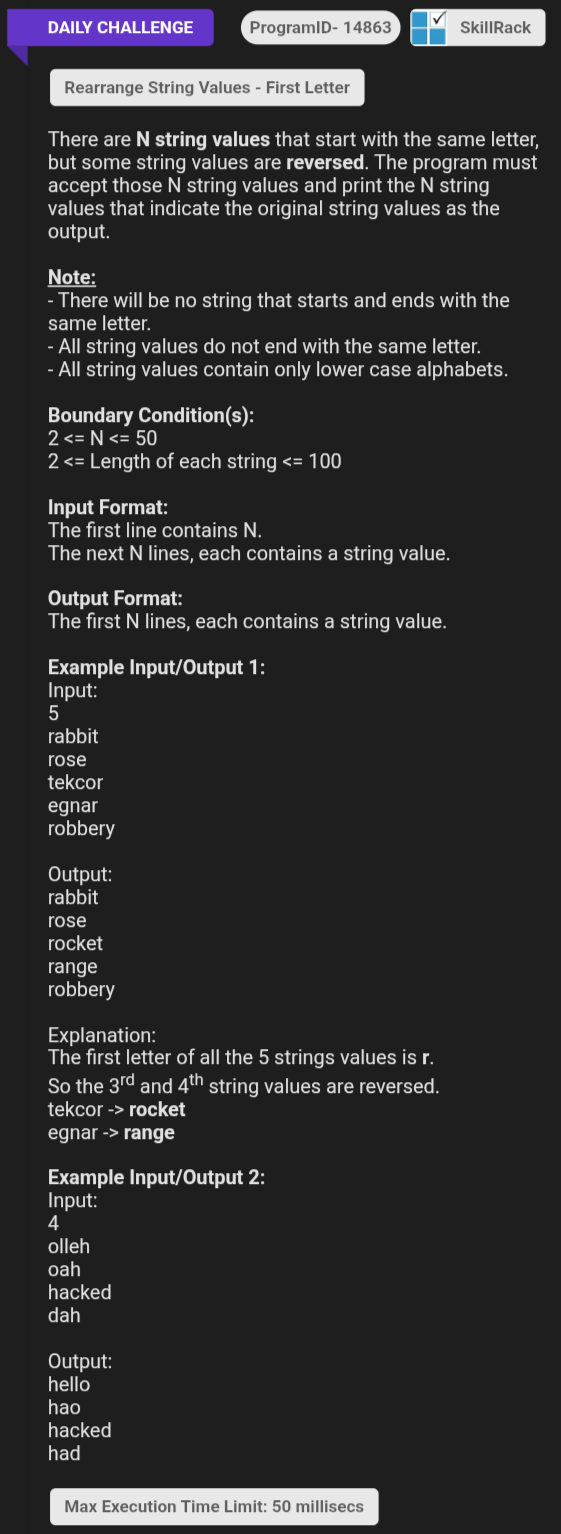 DAILY CHALLENGE
ProgramID- 14863
SkillRack
Rearrange String Values - First Letter
There are N string values that start with the same letter,
but some string values are reversed. The program must
accept those N string values and print the N string
values that indicate the original string values as the
output.
Note:
- There will be no string that starts and ends with the
same letter.
- All string values do not end with the same letter.
- All string values contain only lower case alphabets.
Boundary Condition(s):
2 <= N <= 50
2 <= Length of each string <= 100
Input Format:
The first line contains N.
The next N lines, each contains a string value.
Output Format:
The first N lines, each contains a string value.
Example Input/Output 1:
Input:
5
rabbit
rose
tekcor
egnar
robbery
Output:
rabbit
rose
rocket
range
robbery
Explanation:
The first letter of all the 5 strings values is r.
So the 3rd and 4th string values are reversed.
tekcor -> rocket
egnar -> range
Example Input/Output 2:
Input:
4
olleh
oah
hacked
dah
Output:
hello
hao
hacked
had
Max Execution Time Limit: 50 millisecs